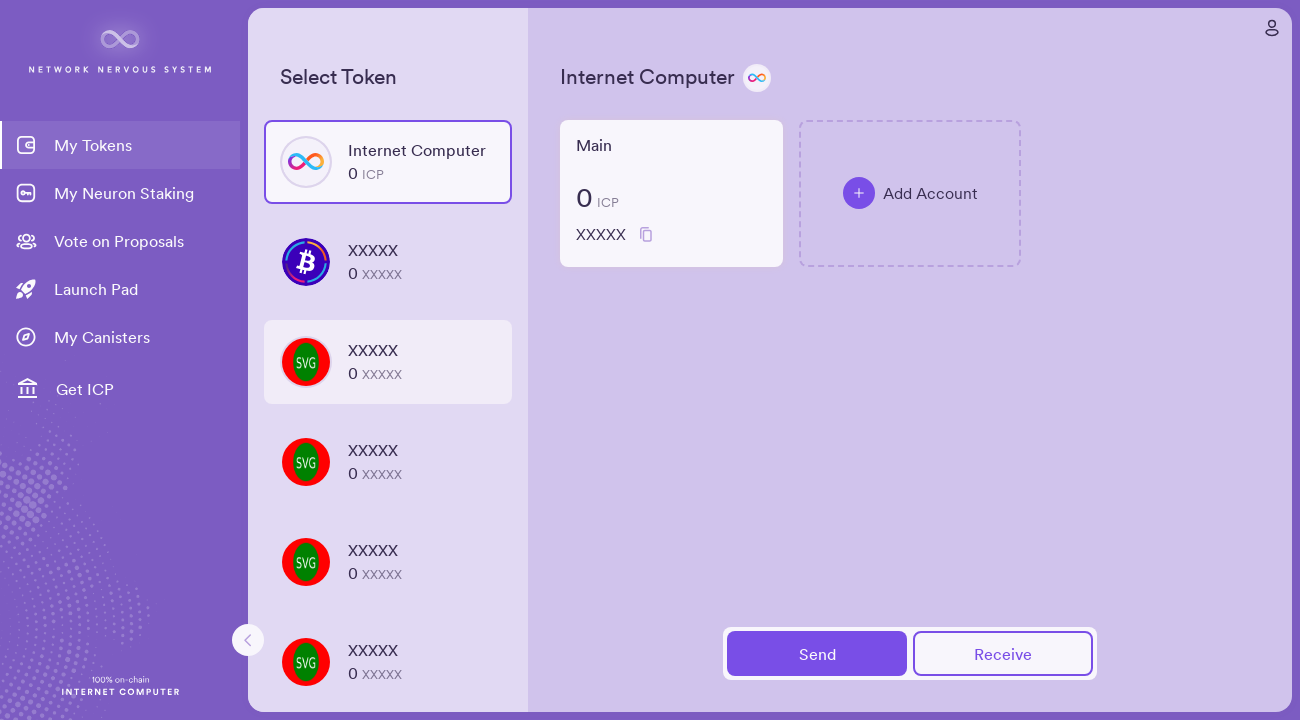 NETWORK NERVOUS SYSTEM
My Tokens
My Neuron Staking
Vote on Proposals
Launch Pad
My Canisters
Get ICP
100% on-chain
INTERNET COMPUTER
Select Token
Internet Computer
0 ICP
XXXXX
0 XXXXX
SVG
XXXXX
0 XXXXX
SVG
XXXXX
0 XXXXX
SVG
XXXXX
0 XXXXX
SVG
XXXXX
0 XXXXX
Internet Computer
Main
0 ICP
XXXXX
Add Account
Send
Receive